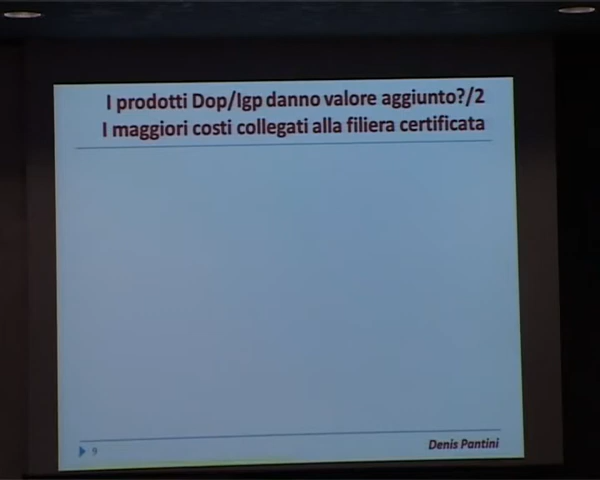 I prodotti Dop/Igp danno valore aggiunto?/2
I maggiori costi collegati alla filiera certificata
9
Denis Pantini